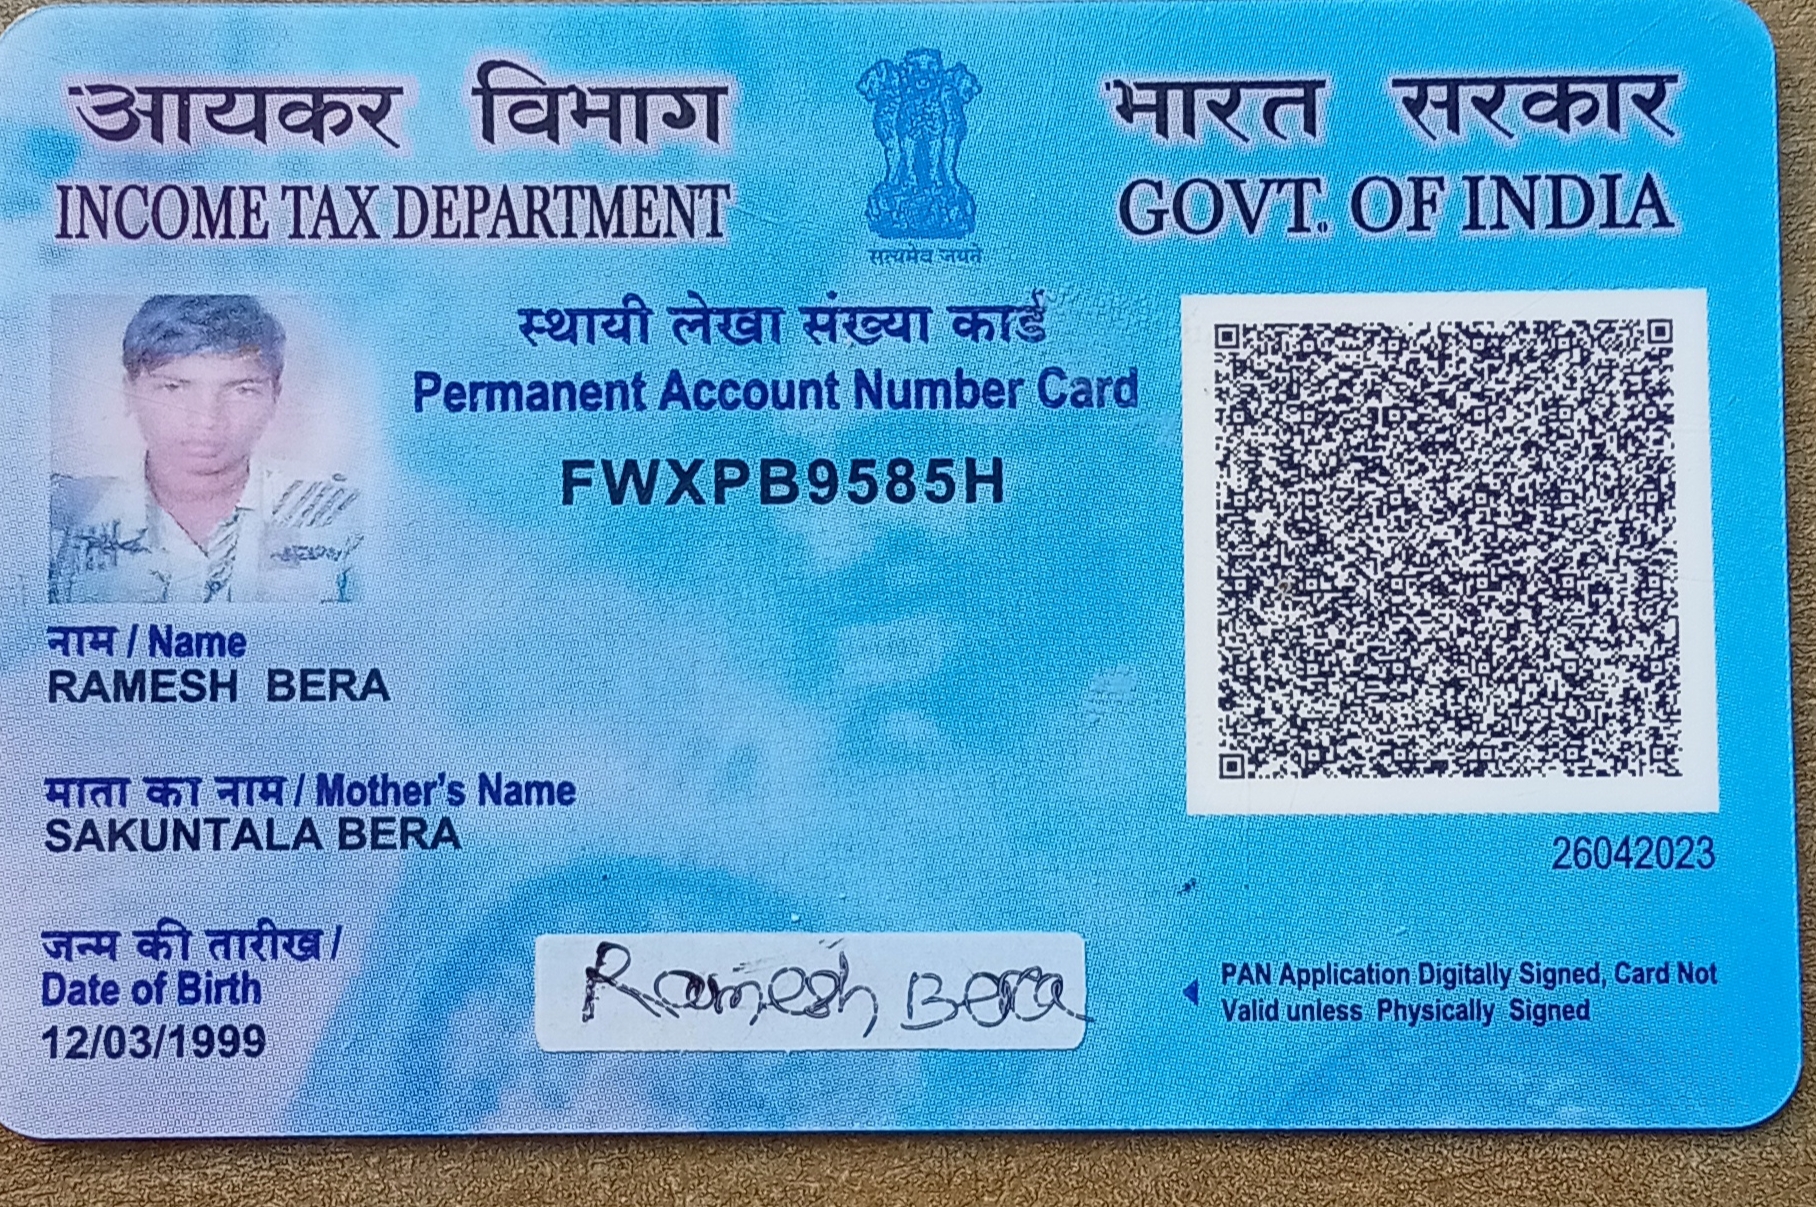 आयकर विभाग
INCOME TAX DEPARTMENT
सत्यमेव जयते
भारत सरकार
GOVT. OF INDIA
स्थायी लेखा संख्या कार्ड
Permanent Account Number Card
FWXPB9585H
नाम / Name
RAMESH BERA
माता का नाम / Mother's Name
SAKUNTALA BERA
26042023
जन्म की तारीख /
Date of Birth
12/03/1999
Ramesh Bera
PAN Application Digitally Signed, Card Not
Valid unless Physically Signed